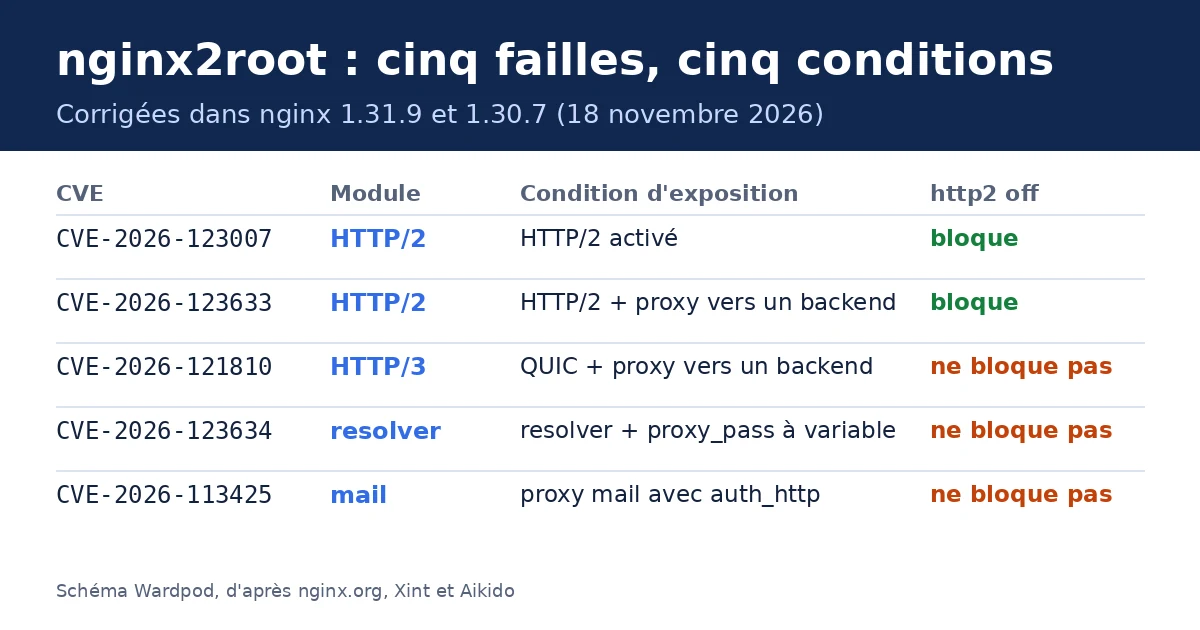 nginx2root : cinq failles, cinq conditions
Corrigées dans nginx 1.31.9 et 1.30.7 (18 novembre 2026)
CVE Module Condition d'exposition http2 off
CVE-2026-123007 HTTP/2 HTTP/2 activé bloque
CVE-2026-123633 HTTP/2 HTTP/2 + proxy vers un backend bloque
CVE-2026-121810 HTTP/3 QUIC + proxy vers un backend ne bloque pas
CVE-2026-123634 resolver resolver + proxy_pass à variable ne bloque pas
CVE-2026-113425 mail proxy mail avec auth_http ne bloque pas
Schéma Wardpod, d'après nginx.org, Xint et Aikido